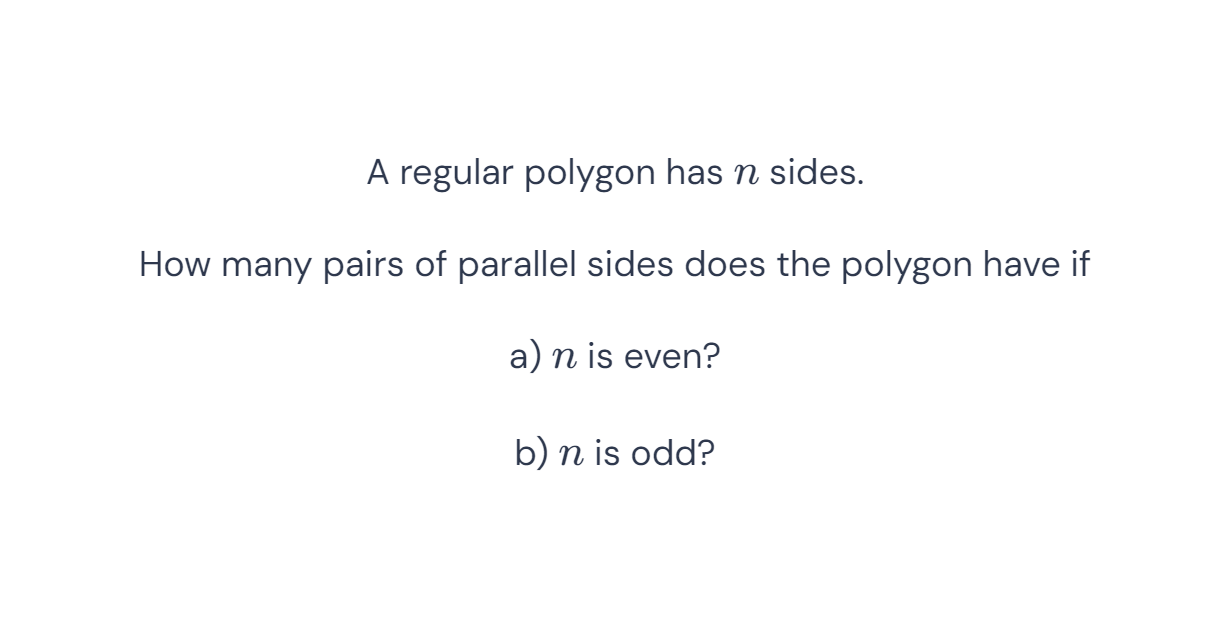 A regular polygon has n sides.
How many pairs of parallel sides does the polygon have if
a) n is even?
b) n is odd?